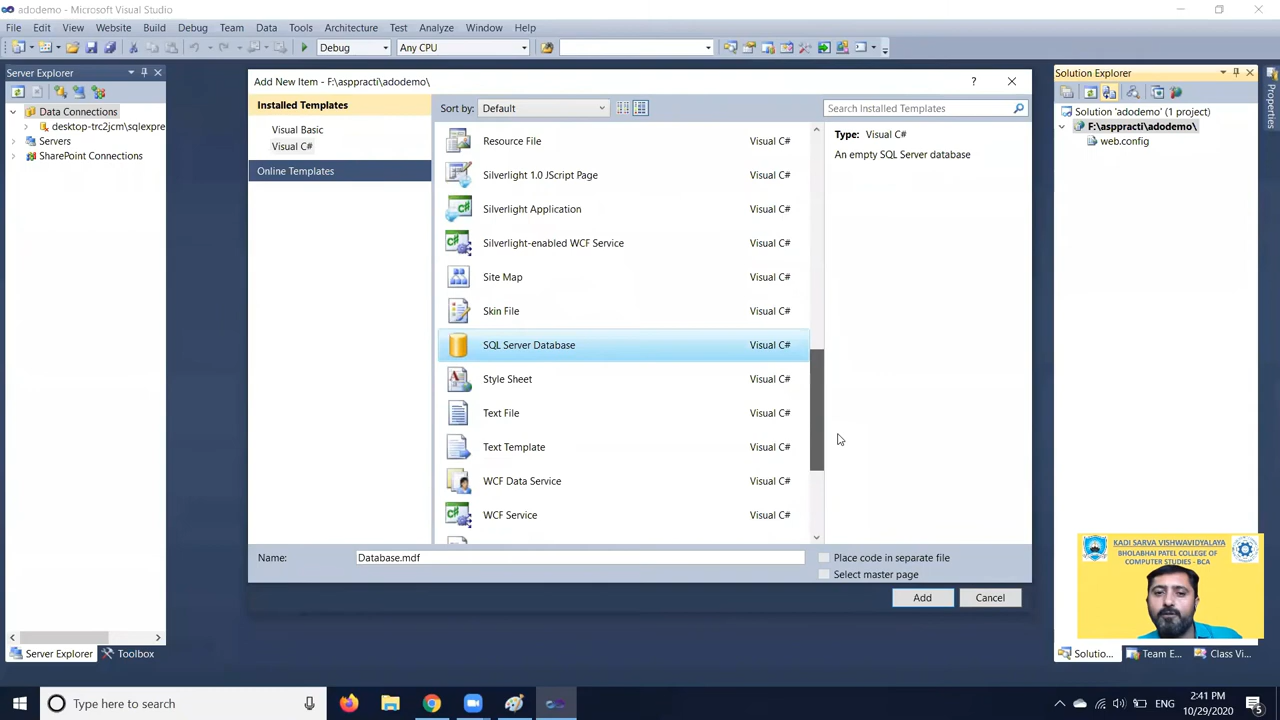 adodemo - Microsoft Visual Studio
File Edit View Website Build Debug Team Data Tools Architecture Test Analyze Window Help
Debug Any CPU
Server Explorer
Data Connections
desktop-trc2jcm\sqlexpre
Servers
SharePoint Connections
Server Explorer Toolbox
Add New Item - F:\asppracti\adodemo\
Installed Templates
Visual Basic
Visual C#
Online Templates
Sort by: Default
Search Installed Templates
Resource File Visual C#
Silverlight 1.0 JScript Page Visual C#
Silverlight Application Visual C#
Silverlight-enabled WCF Service Visual C#
Site Map Visual C#
Skin File Visual C#
SQL Server Database Visual C#
Style Sheet Visual C#
Text File Visual C#
Text Template Visual C#
WCF Data Service Visual C#
WCF Service Visual C#
Type: Visual C#
An empty SQL Server database
Name: Database.mdf
Place code in separate file
Select master page
Add Cancel
Solution Explorer
Solution 'adodemo' (1 project)
F:\asppracti\adodemo\
web.config
Properties
KADI SARVA VISHWAVIDYALAYA
BHOLABHAI PATEL COLLEGE OF
COMPUTER STUDIES - BCA
Solutio... Team E... Class Vi...
Type here to search
ENG
2:41 PM
10/29/2020
5